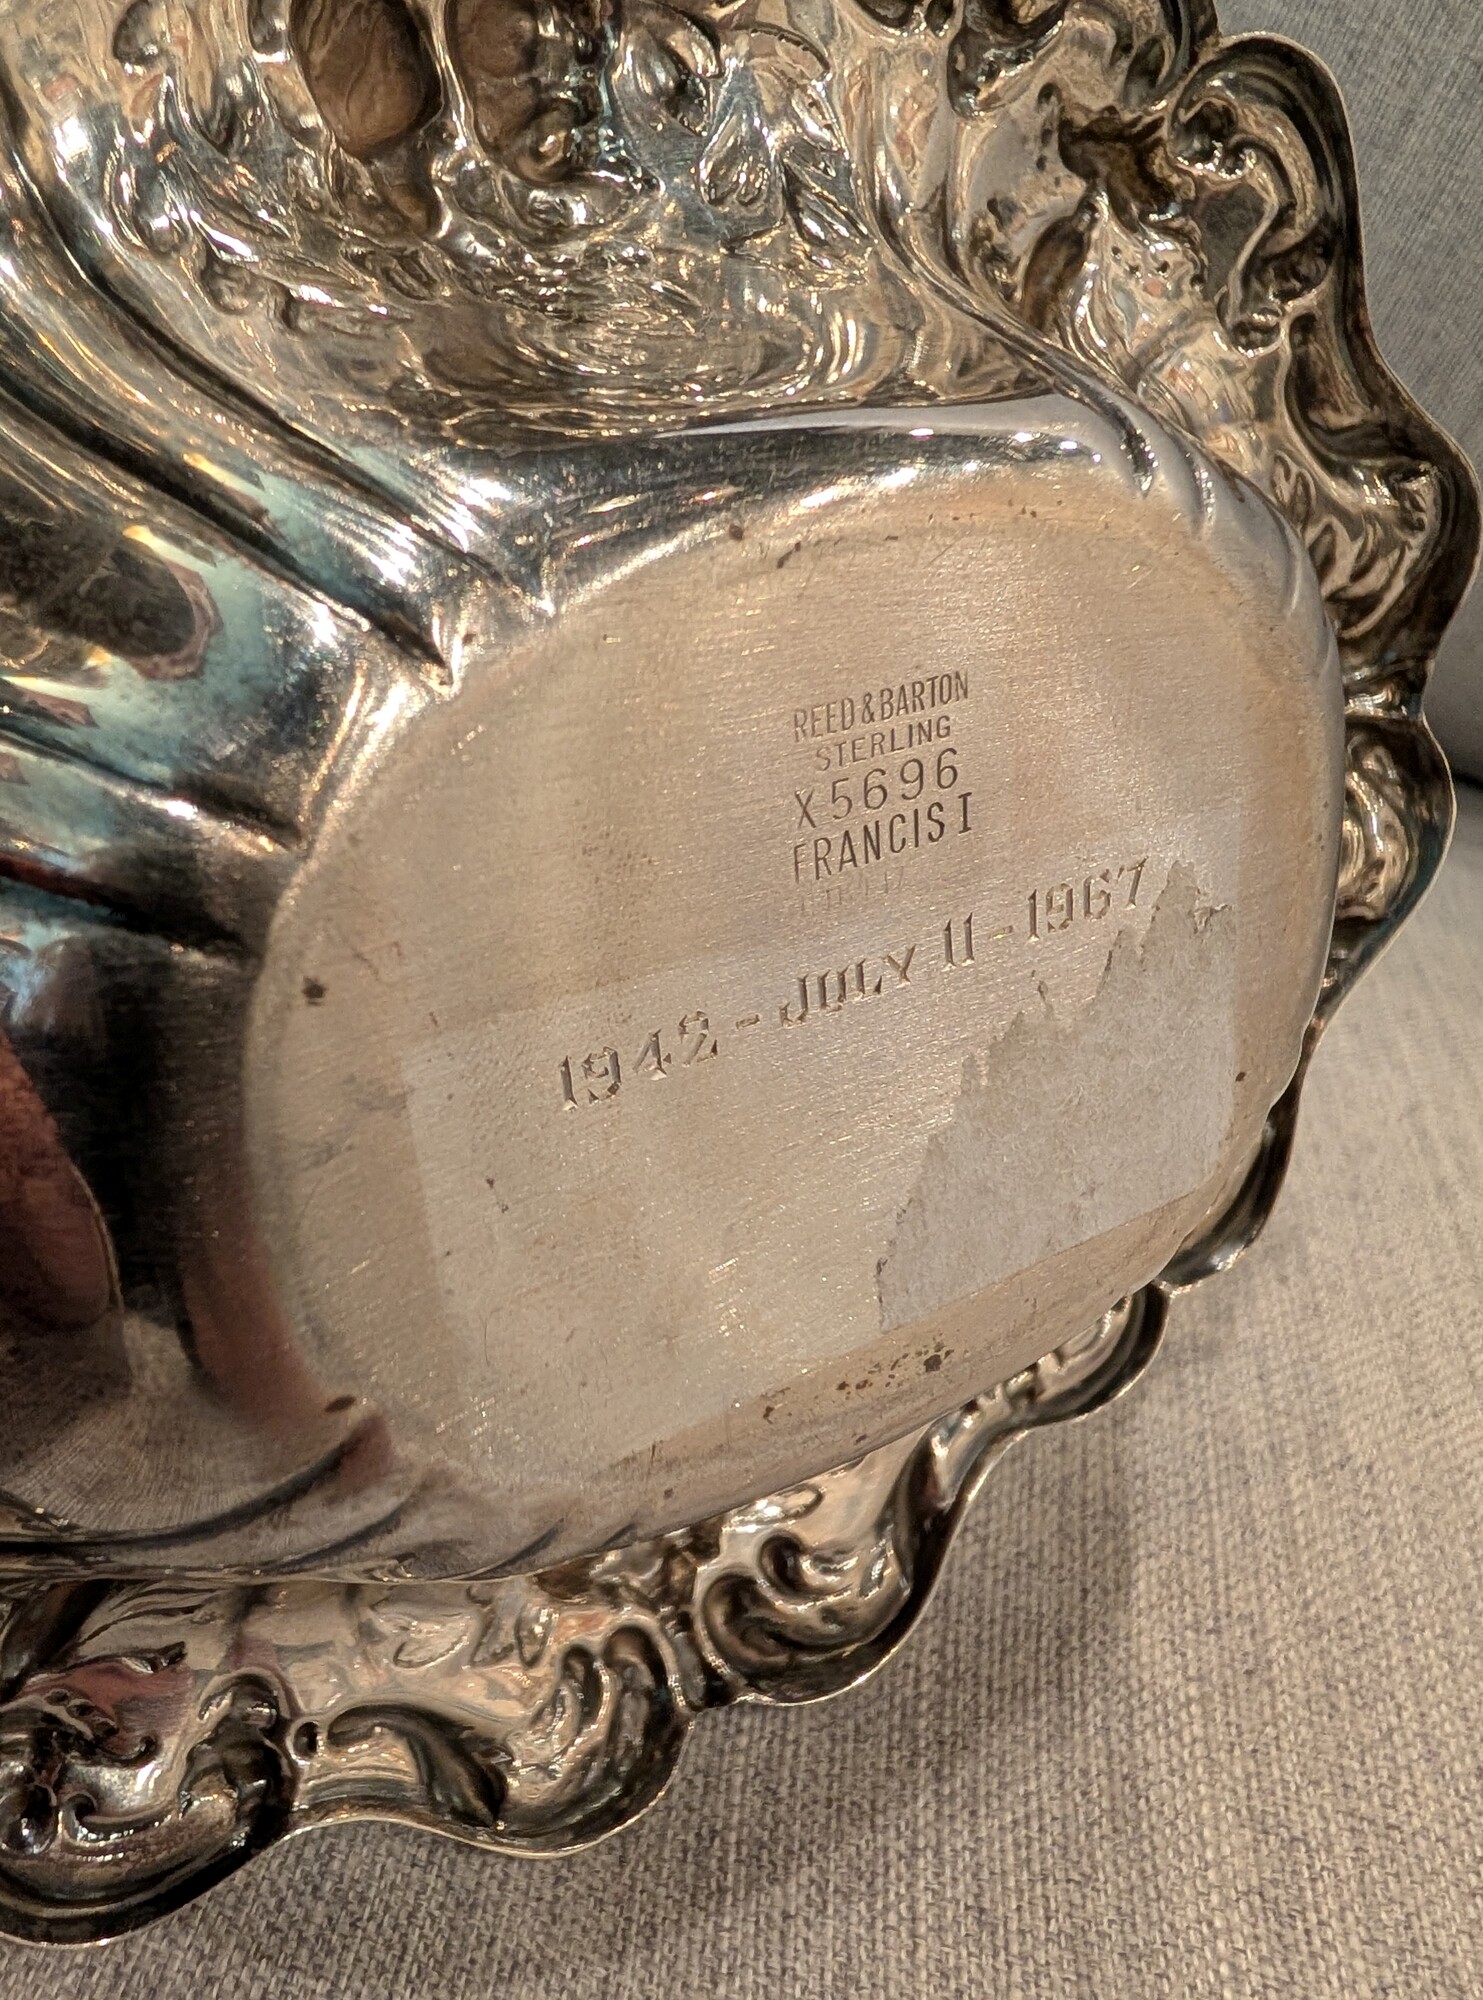 REED & BARTON
STERLING
X5696
FRANCIS I
1942 - JULY 11 - 1967